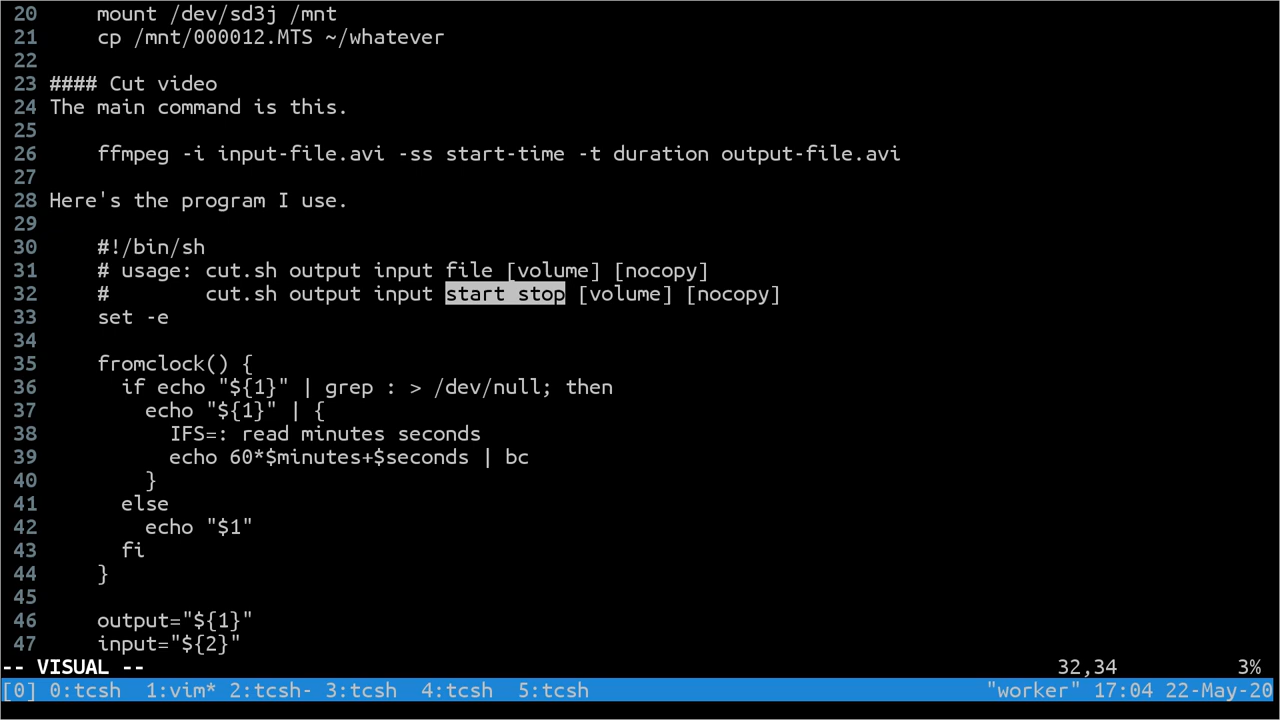 20     mount /dev/sd3j /mnt
21     cp /mnt/000012.MTS ~/whatever
22
23 #### Cut video
24 The main command is this.
25
26     ffmpeg -i input-file.avi -ss start-time -t duration output-file.avi
27
28 Here's the program I use.
29
30     #!/bin/sh
31     # usage: cut.sh output input file [volume] [nocopy]
32     #        cut.sh output input start stop [volume] [nocopy]
33     set -e
34
35     fromclock() {
36       if echo "${1}" | grep : > /dev/null; then
37         echo "${1}" | {
38           IFS=: read minutes seconds
39           echo 60*$minutes+$seconds | bc
40         }
41       else
42         echo "$1"
43       fi
44     }
45
46     output="${1}"
47     input="${2}"
-- VISUAL -- 32,34 3%
[0] 0:tcsh  1:vim* 2:tcsh- 3:tcsh  4:tcsh  5:tcsh "worker" 17:04 22-May-20